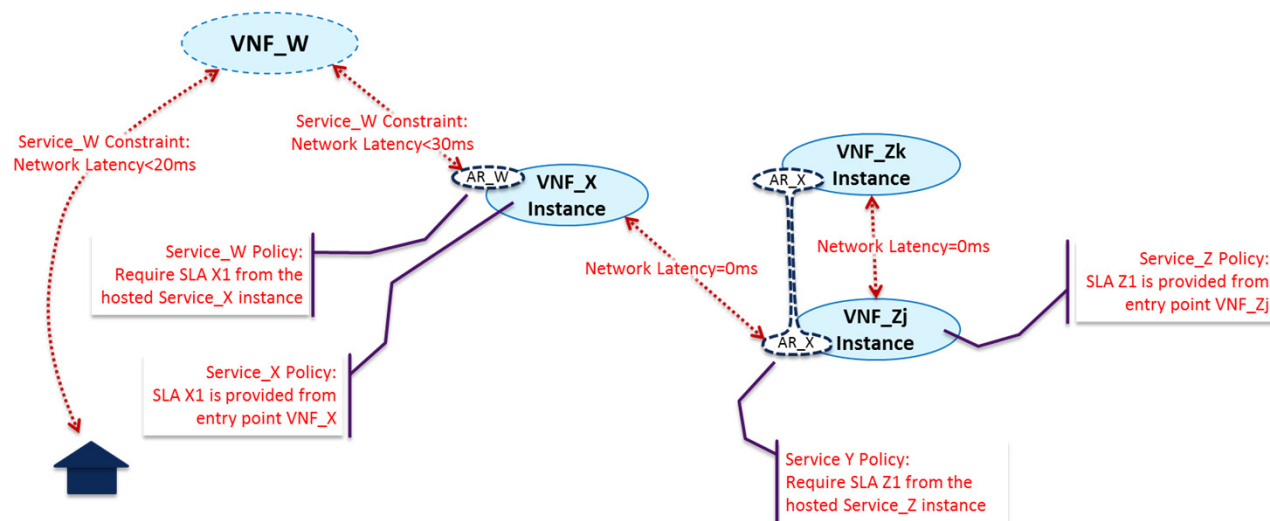 VNF_W
Service_W Constraint:
Network Latency<20ms
Service_W Constraint:
Network Latency<30ms
AR_W
VNF_X
Instance
VNF_Zk
Instance
AR_X
Service_W Policy:
Require SLA X1 from the
hosted Service_X instance
Network Latency=0ms
Network Latency=0ms
Service_Z Policy:
SLA Z1 is provided from
entry point VNF_Zj
VNF_Zj
Instance
AR_X
Service_X Policy:
SLA X1 is provided from
entry point VNF_X
Service Y Policy:
Require SLA Z1 from the
hosted Service_Z instance